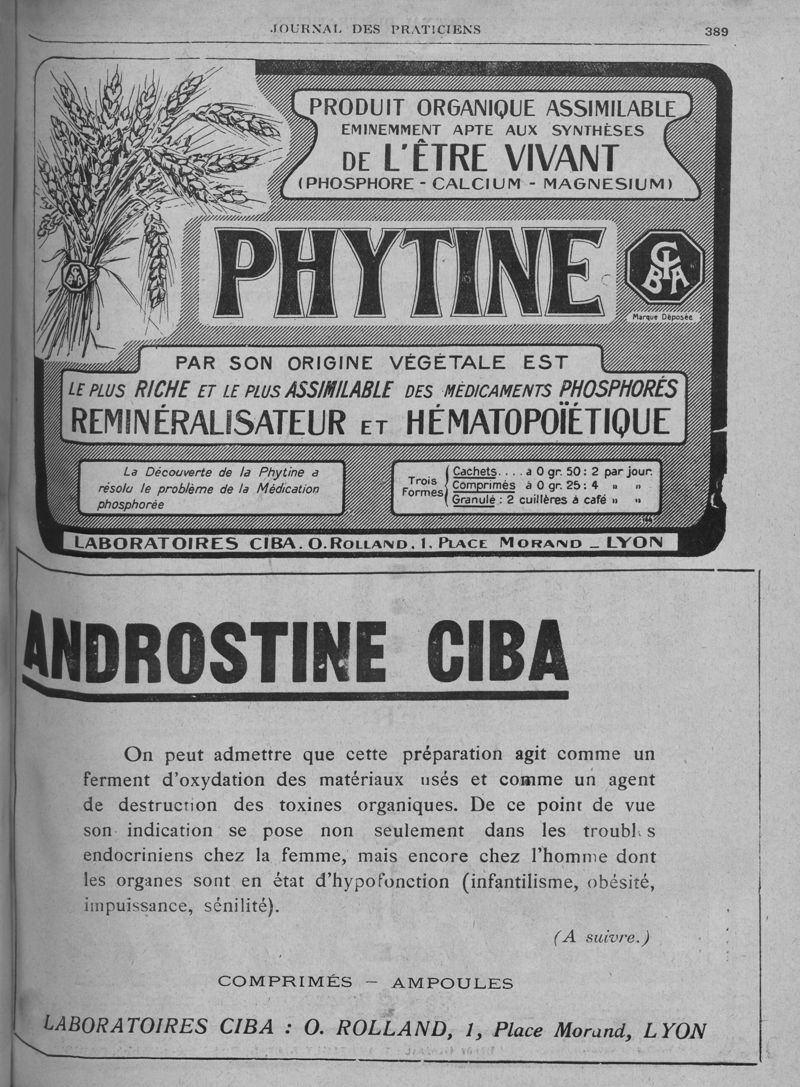 JOURNAL DES PRATICIENS
389
PRODUIT ORGANIQUE ASSIMILABLE
EMINEMMENT APTE AUX SYNTHÈSES
DE L'ÊTRE VIVANT
(PHOSPHORE - CALCIUM - MAGNESIUM)
PHYTINE
CIBA
Marque Déposée
CIBA
PAR SON ORIGINE VÉGÉTALE EST
LE PLUS RICHE ET LE PLUS ASSIMILABLE DES MÉDICAMENTS PHOSPHORÉS
REMINÉRALISATEUR ET HÉMATOPOÏÉTIQUE
La Découverte de la Phytine a
résolu le problème de la Médication
phosphorée
Trois Formes
Cachets.... à 0 gr. 50 : 2 par jour.
Comprimés à 0 gr. 25 : 4 " "
Granulé : 2 cuillères à café " "
LABORATOIRES CIBA. O. ROLLAND. 1. PLACE MORAND _ LYON
ANDROSTINE CIBA
On peut admettre que cette préparation agit comme un
ferment d'oxydation des matériaux usés et comme un agent
de destruction des toxines organiques. De ce point de vue
son indication se pose non seulement dans les troubles
endocriniens chez la femme, mais encore chez l'homme dont
les organes sont en état d'hypofonction (infantilisme, obésité,
impuissance, sénilité).
(A suivre.)
COMPRIMÉS – AMPOULES
LABORATOIRES CIBA : O. ROLLAND, 1, Place Morand, LYON